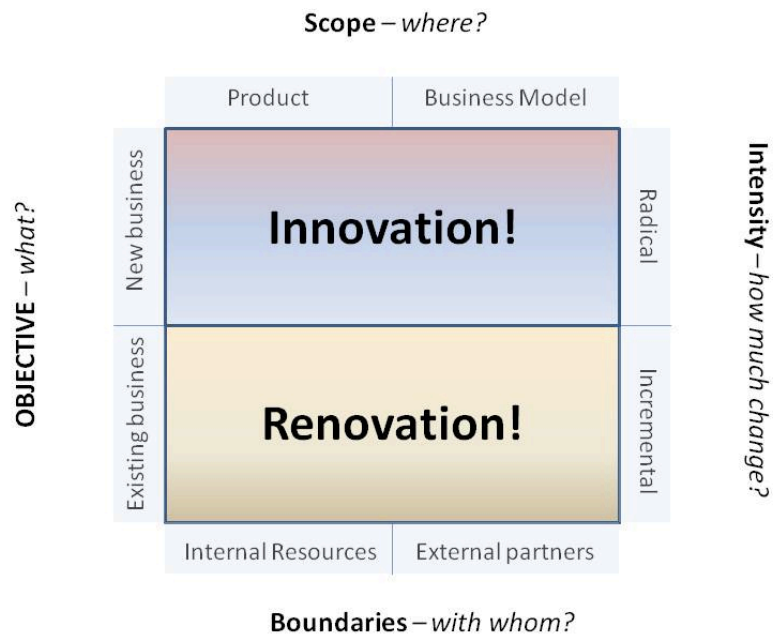 Scope – where?
Product
Business Model
OBJECTIVE – what?
New business
Innovation!
Radical
Intensity – how much change?
Existing business
Renovation!
Incremental
Internal Resources
External partners
Boundaries – with whom?